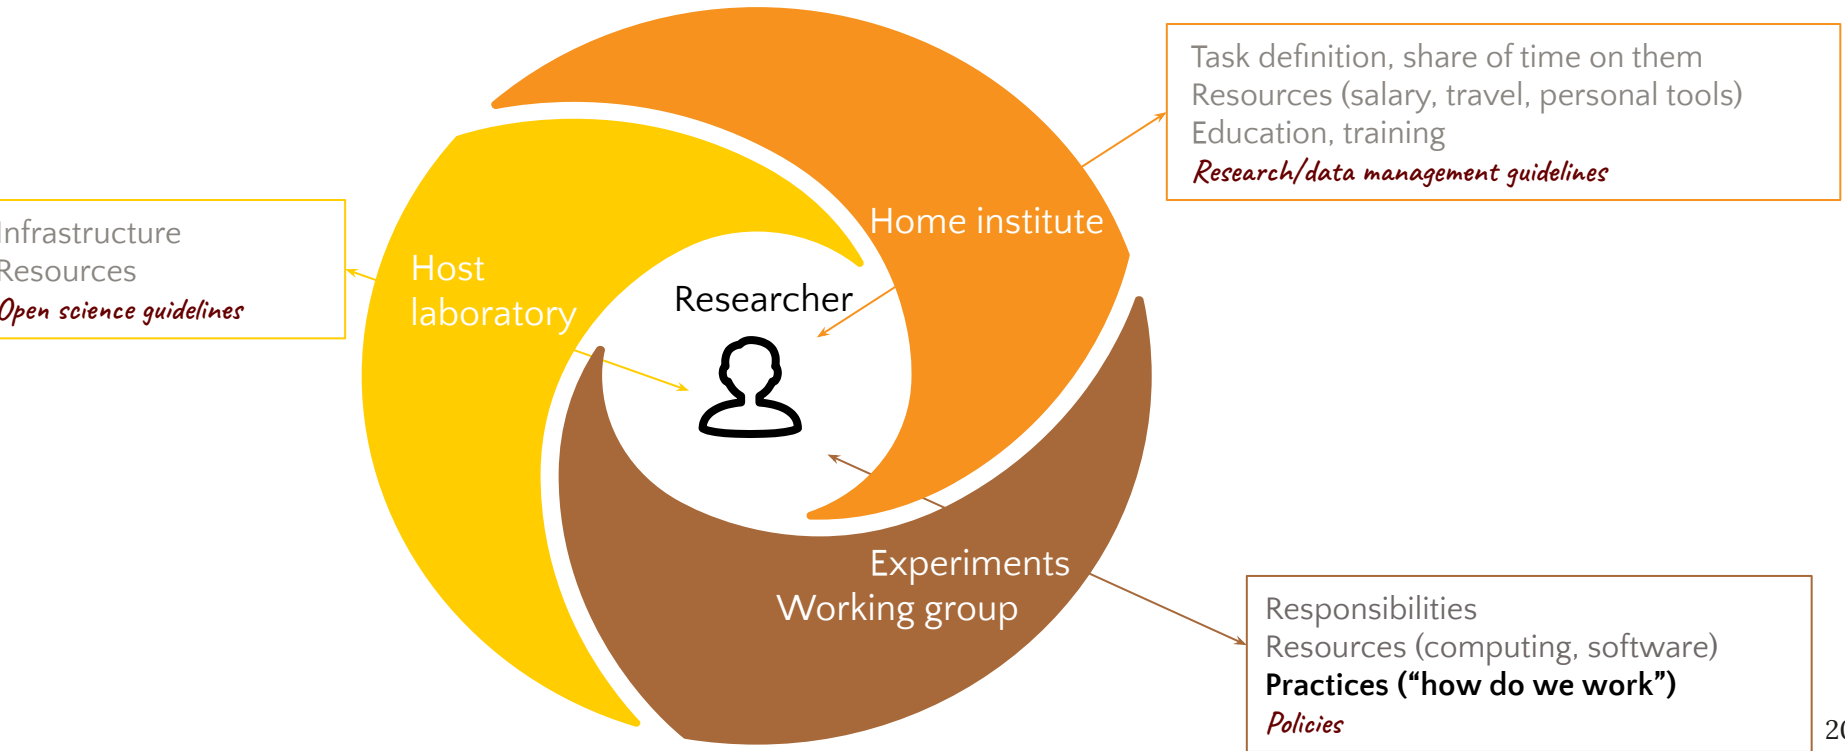 Task definition, share of time on them
Resources (salary, travel, personal tools)
Education, training
Research/data management guidelines
Infrastructure
Resources
Open science guidelines
Home institute
Host
laboratory
Researcher
Experiments
Working group
Responsibilities
Resources (computing, software)
Practices (“how do we work”)
Policies